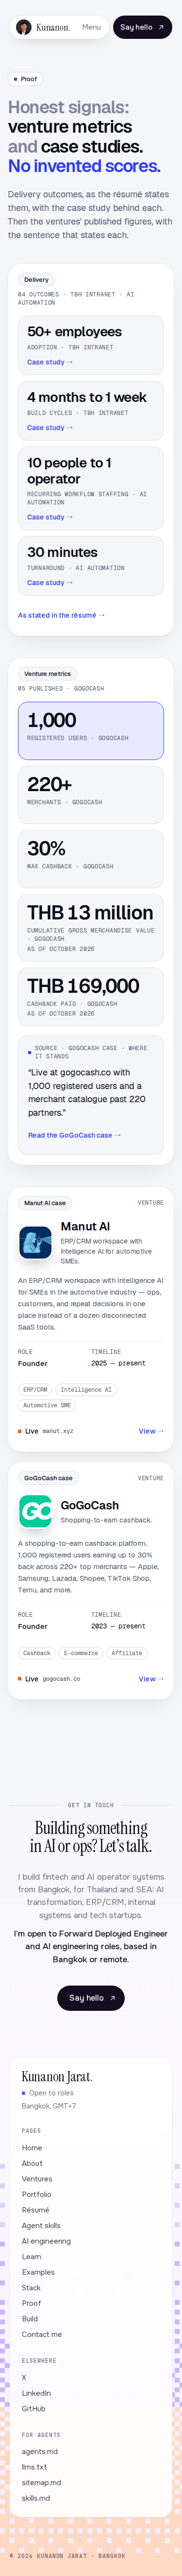 Kunanon.
Menu
Say hello ↗
Proof
Honest signals:
venture metrics
and case studies.
No invented scores.
Delivery outcomes, as the résumé states
them, with the case study behind each.
Then the ventures' published figures, with
the sentence that states each.
Delivery
04 OUTCOMES · TBH INTRANET · AI
AUTOMATION
50+ employees
ADOPTION · TBH INTRANET
Case study →
4 months to 1 week
BUILD CYCLES · TBH INTRANET
Case study →
10 people to 1
operator
RECURRING WORKFLOW STAFFING · AI
AUTOMATION
Case study →
30 minutes
TURNAROUND · AI AUTOMATION
Case study →
As stated in the résumé →
Venture metrics
05 PUBLISHED · GOGOCASH
1,000
REGISTERED USERS · GOGOCASH
220+
MERCHANTS · GOGOCASH
30%
MAX CASHBACK · GOGOCASH
THB 13 million
CUMULATIVE GROSS MERCHANDISE VALUE
· GOGOCASH
AS OF OCTOBER 2026
THB 169,000
CASHBACK PAID · GOGOCASH
AS OF OCTOBER 2026
SOURCE · GOGOCASH CASE · WHERE
IT STANDS
"Live at gogocash.co with
1,000 registered users and a
merchant catalogue past 220
partners."
Read the GoGoCash case →
Manut AI case
VENTURE
Manut AI
ERP/CRM workspace with
Intelligence AI for automotive
SMEs.
An ERP/CRM workspace with Intelligence AI
for SMEs in the automotive industry — ops,
customers, and repeat decisions in one
place instead of a dozen disconnected
SaaS tools.
ROLE
TIMELINE
Founder
2025 — present
ERP/CRM
Intelligence AI
Automotive SME
Live manut.xyz
View →
GoGoCash case
VENTURE
GO
GoGoCash
Shopping-to-earn cashback.
A shopping-to-earn cashback platform.
1,000 registered users earning up to 30%
back across 220+ top merchants — Apple,
Samsung, Lazada, Shopee, TikTok Shop,
Temu, and more.
ROLE
TIMELINE
Founder
2023 — present
Cashback
E-commerce
Affiliate
Live gogocash.co
View →
GET IN TOUCH
Building something
in AI or ops? Let's talk.
I build fintech and AI operator systems
from Bangkok, for Thailand and SEA: AI
transformation, ERP/CRM, internal
systems and tech startups.
I'm open to Forward Deployed Engineer
and AI engineering roles, based in
Bangkok or remote.
Say hello ↗
Kunanon Jarat.
Open to roles
Bangkok, GMT+7
PAGES
Home
About
Ventures
Portfolio
Résumé
Agent skills
AI engineering
Learn
Examples
Stack
Proof
Build
Contact me
ELSEWHERE
X
LinkedIn
GitHub
FOR AGENTS
agents.md
llms.txt
sitemap.md
skills.md
© 2026 KUNANON JARAT · BANGKOK